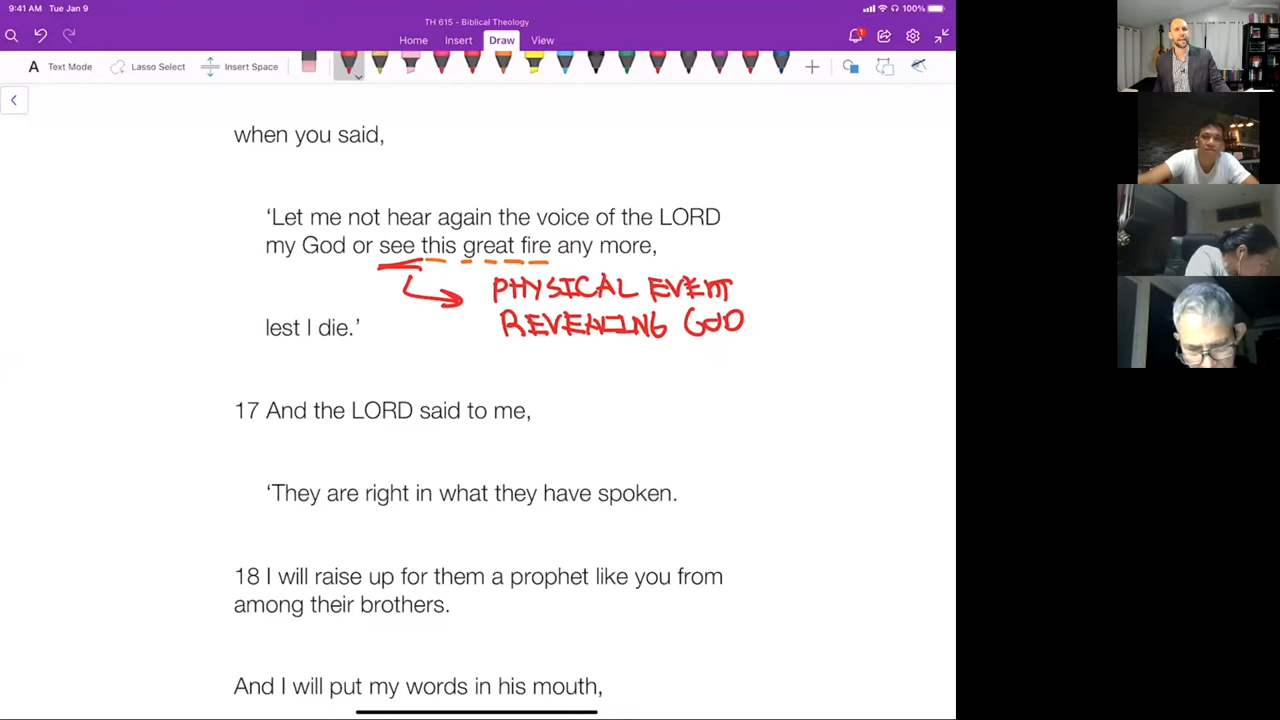 9:41 AM Tue Jan 9
100%
TH 615 - Biblical Theology
Home Insert Draw View
1
A Text Mode Lasso Select Insert Space
when you said,
‘Let me not hear again the voice of the LORD
my God or see this great fire any more,
PHYSICAL EVENT
REVEALING GOD
lest I die.’
17 And the LORD said to me,
‘They are right in what they have spoken.
18 I will raise up for them a prophet like you from
among their brothers.
And I will put my words in his mouth,